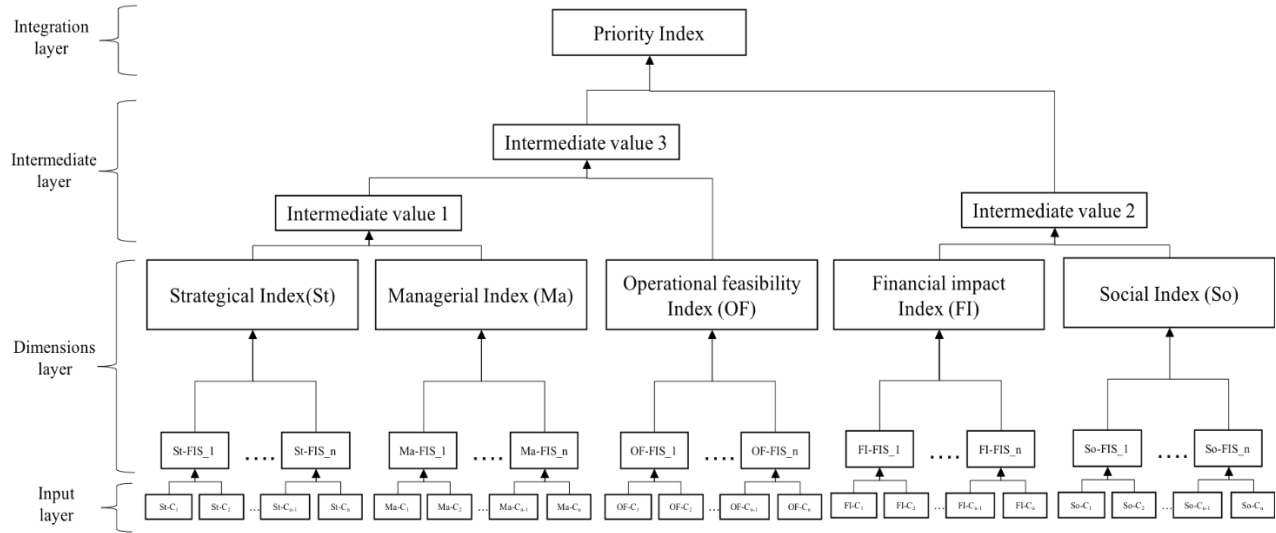 Integration
layer
Priority Index
Intermediate
layer
Intermediate value 3
Intermediate value 1
Intermediate value 2
Dimensions
layer
Strategical Index(St)
Managerial Index (Ma)
Operational feasibility
Index (OF)
Financial impact
Index (FI)
Social Index (So)
St-FIS_1
....
St-FIS_n
Ma-FIS_1
....
Ma-FIS_n
OF-FIS_1
....
OF-FIS_n
FI-FIS_1
....
FI-FIS_n
So-FIS_1
....
So-FIS_n
Input
layer
St-C₁
St-C₂
...
St-Cₙ₋₁
St-Cₙ
Ma-C₁
Ma-C₂
...
Ma-Cₙ₋₁
Ma-Cₙ
OF-C₁
OF-C₂
...
OF-Cₙ₋₁
OF-Cₙ
FI-C₁
FI-C₂
...
FI-Cₙ₋₁
FI-Cₙ
So-C₁
So-C₂
...
So-Cₙ₋₁
So-Cₙ